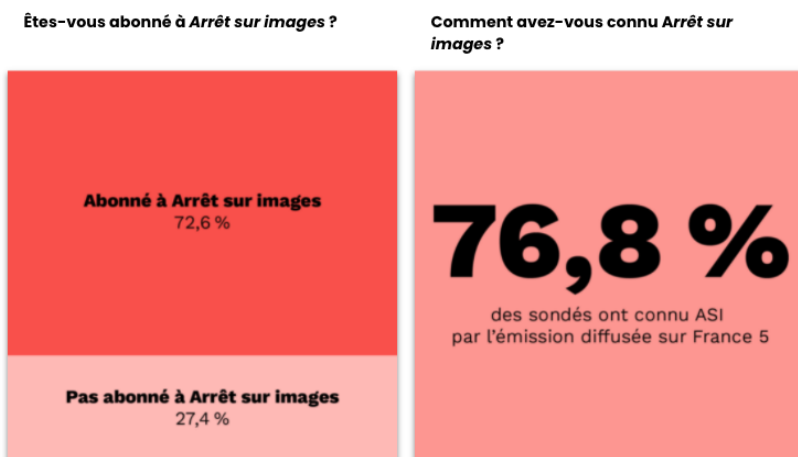 Êtes-vous abonné à Arrêt sur images ?
Abonné à Arrêt sur images
72,6 %
Pas abonné à Arrêt sur images
27,4 %
Comment avez-vous connu Arrêt sur
images ?
76,8 %
des sondés ont connu ASI
par l’émission diffusée sur France 5